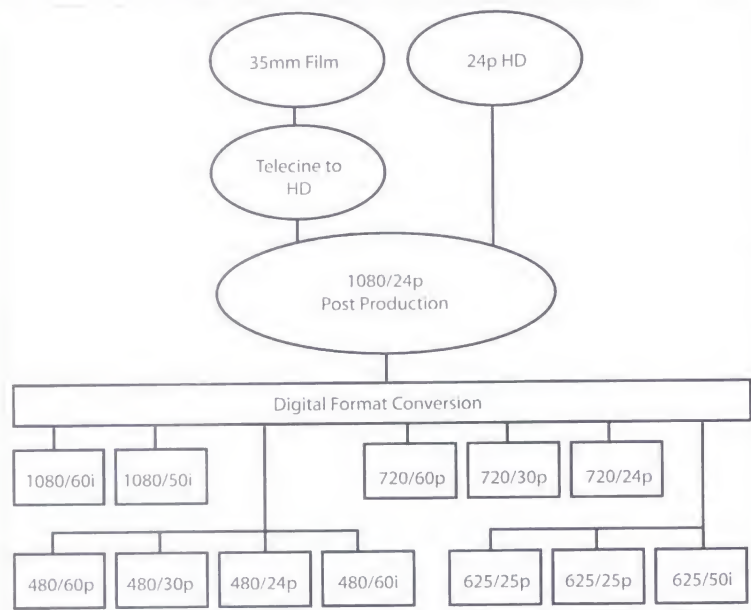 35mm Film
24p HD
Telecine to
HD
1080/24p
Post Production
Digital Format Conversion
1080/60i
1080/50i
720/60p
720/30p
720/24p
480/60p
480/30p
480/24p
480/60i
625/25p
625/25p
625/50i